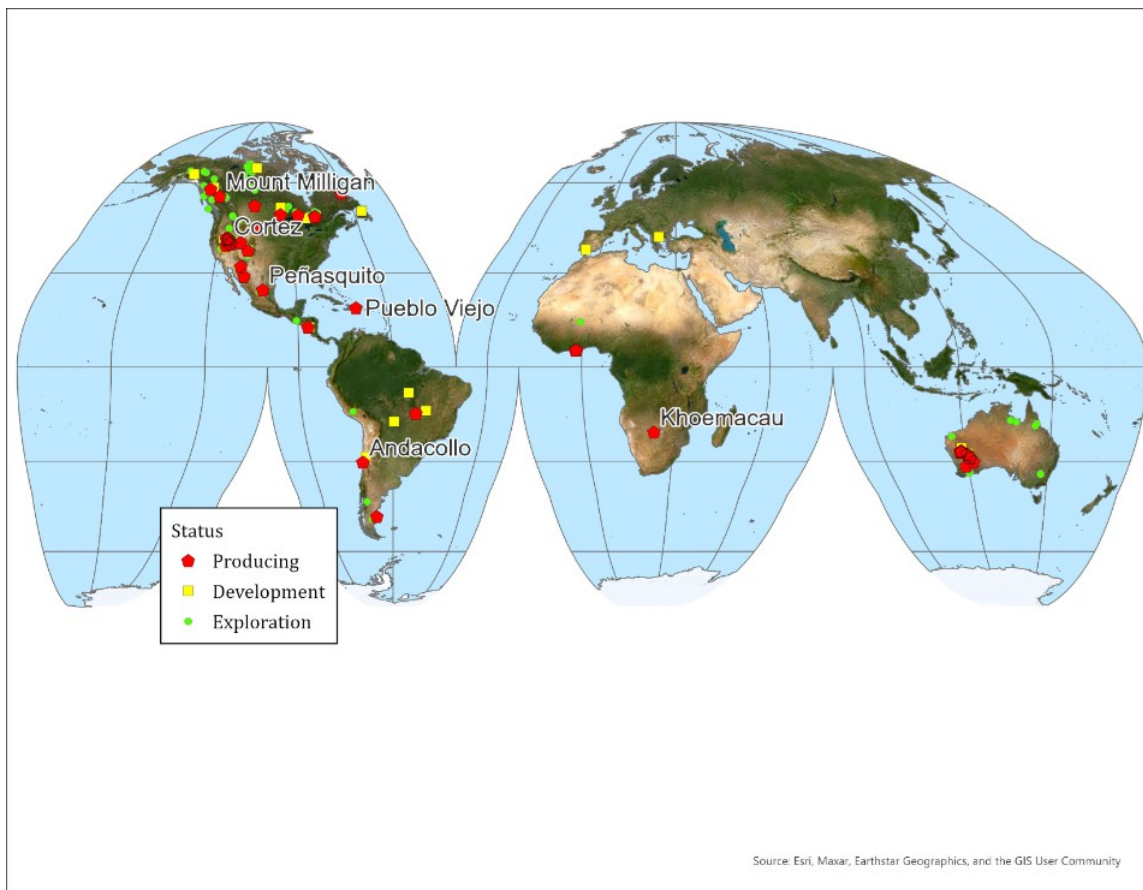 Mount Milligan
Cortez
Peñasquito
Pueblo Viejo
Khoemacau
Andacollo
Status
Producing
Development
Exploration
Source: Esri, Maxar, Earthstar Geographics, and the GIS User Community